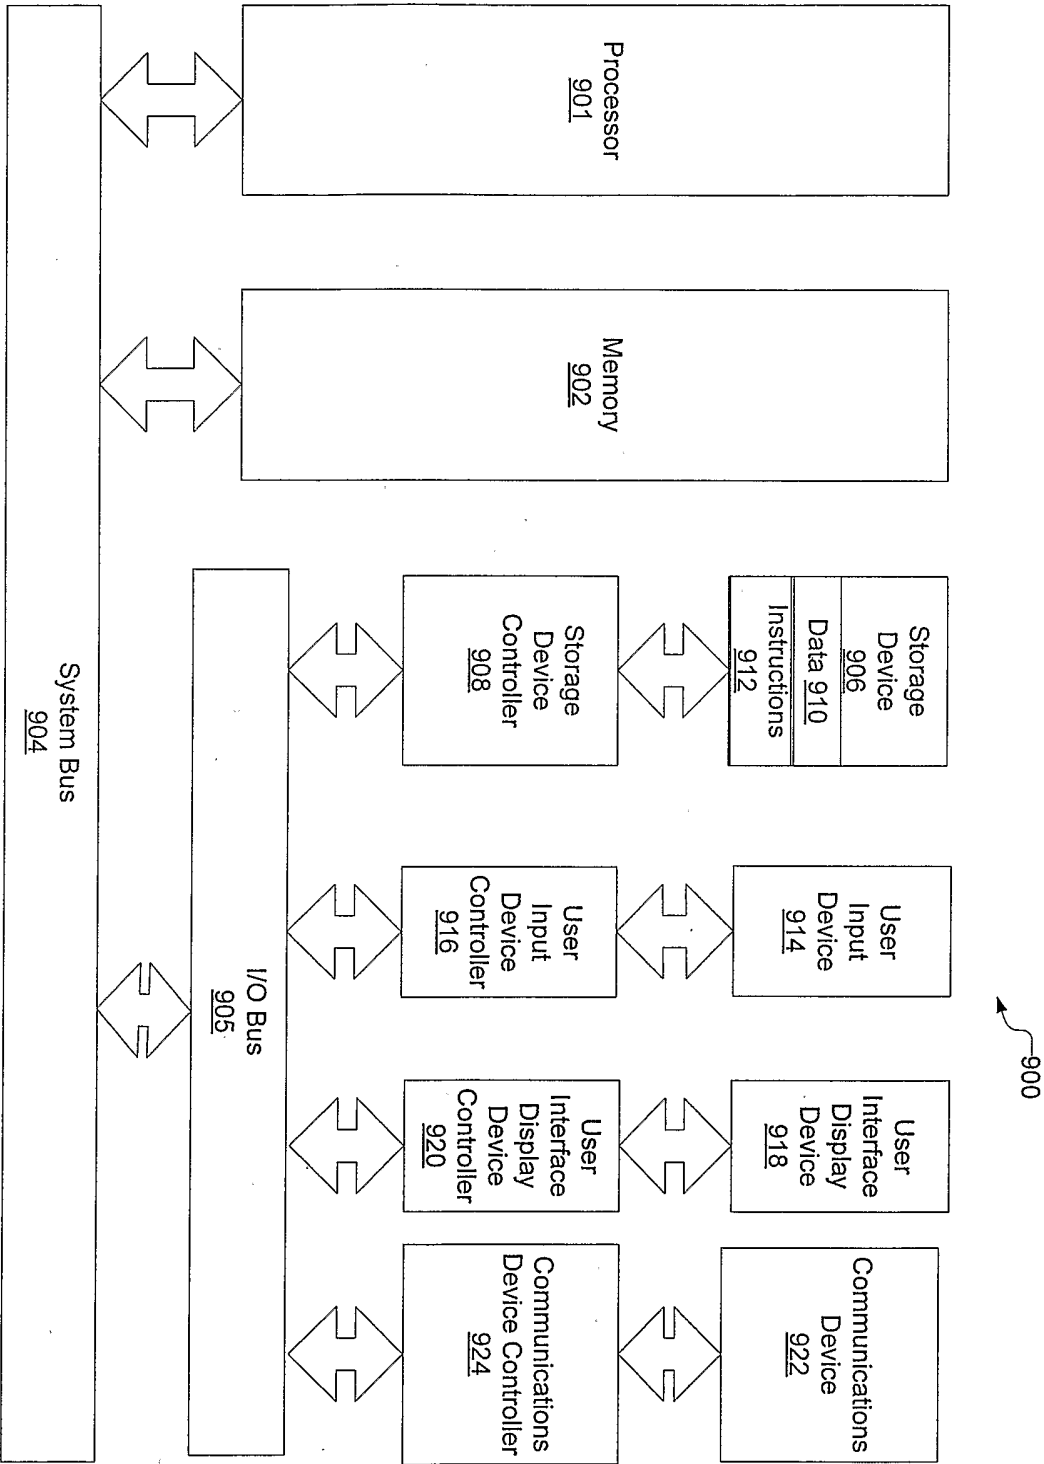 900
Processor
901
Memory
902
Storage
Device
906
Data 910
Instructions
912
User
Input
Device
914
User
Interface
Display
Device
918
Communications
Device
922
Storage
Device
Controller
908
User
Input
Device
Controller
916
User
Interface
Display
Device
Controller
920
Communications
Device Controller
924
I/O Bus
905
System Bus
904